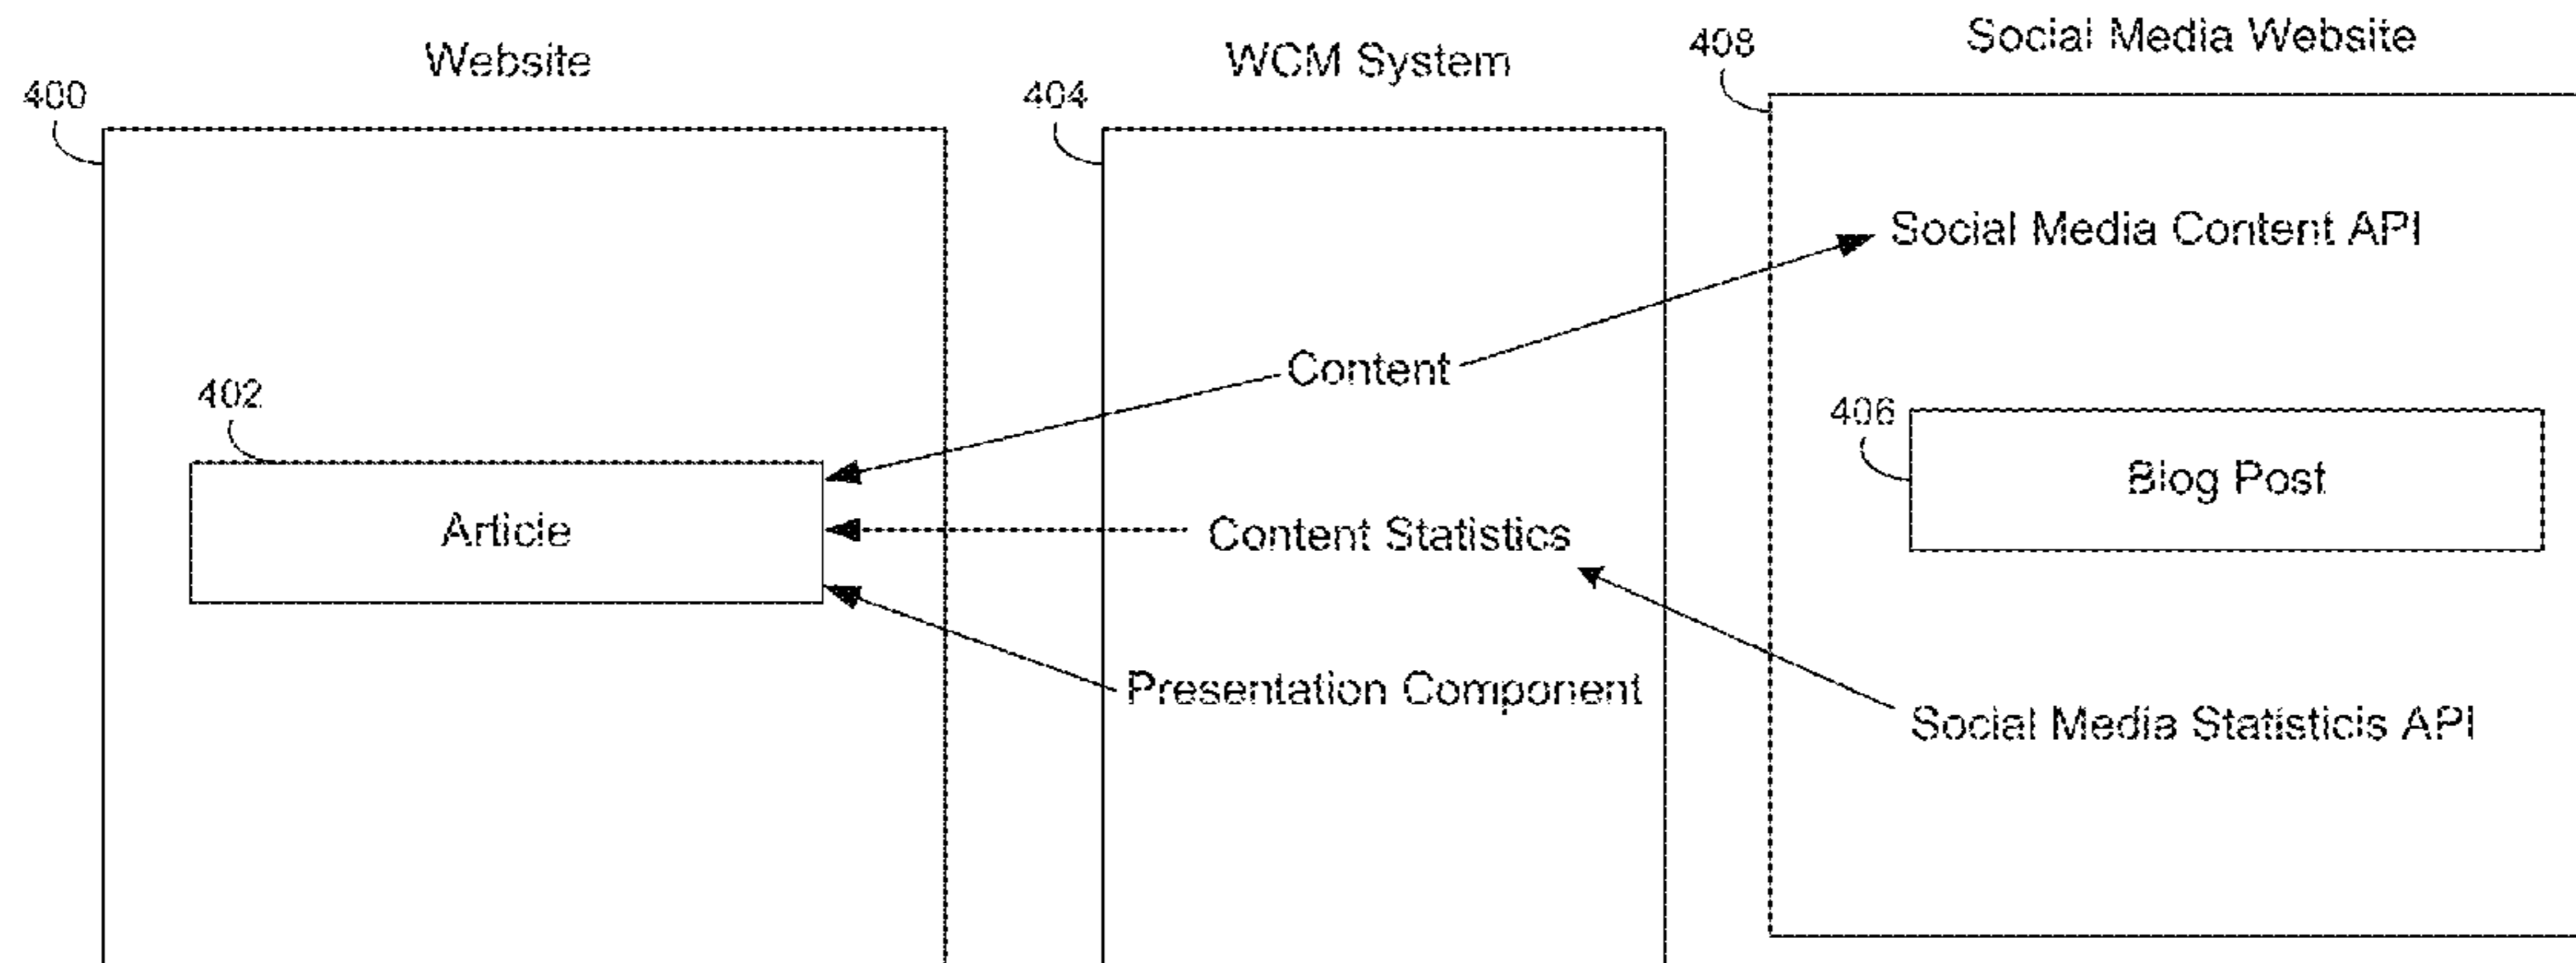 Website
WCM System
Social Media Website
400
404
408
Social Media Content API
Content
402
406
Article
Blog Post
Content Statistics
Presentation Component
Social Media Statisticis API